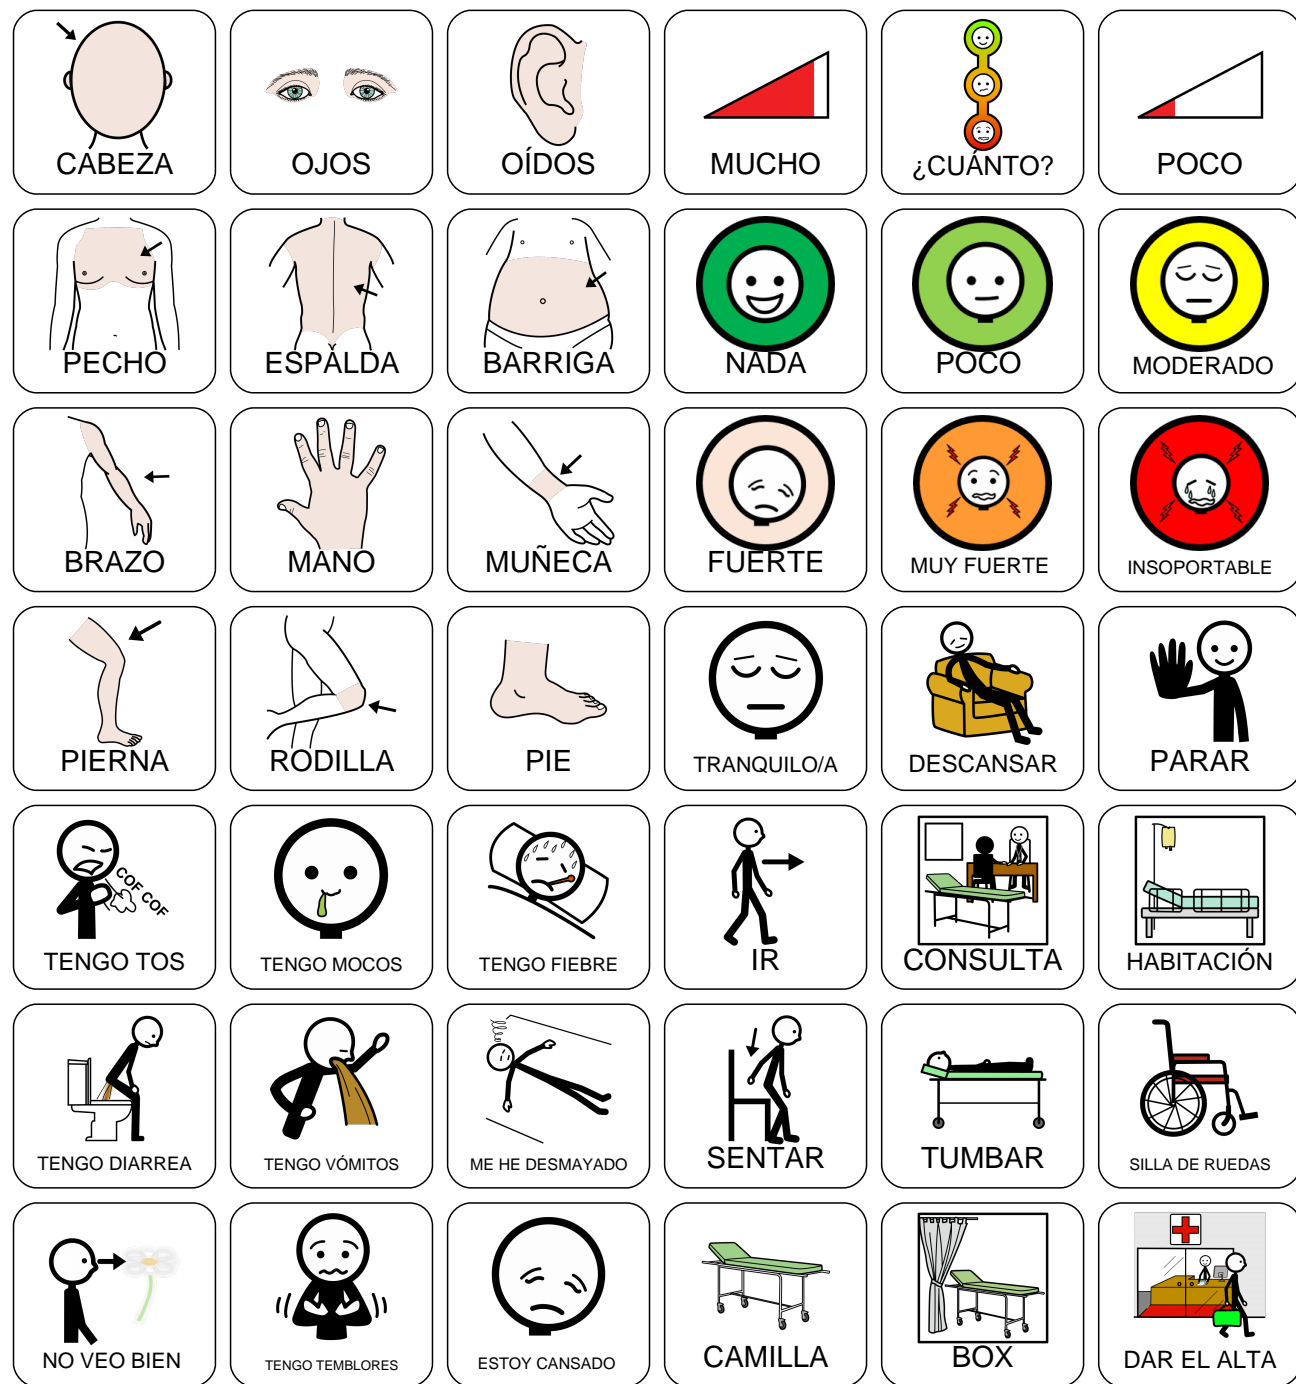 CABEZA
OJOS
OÍDOS
MUCHO
¿CUÁNTO?
POCO
PECHO
ESPALDA
BARRIGA
NADA
POCO
MODERADO
BRAZO
MANO
MUÑECA
FUERTE
MUY FUERTE
INSOPORTABLE
PIERNA
RODILLA
PIE
TRANQUILO/A
DESCANSAR
PARAR
COF COF
TENGO TOS
TENGO MOCOS
TENGO FIEBRE
IR
CONSULTA
HABITACIÓN
TENGO DIARREA
TENGO VÓMITOS
ME HE DESMAYADO
SENTAR
TUMBAR
SILLA DE RUEDAS
NO VEO BIEN
TENGO TEMBLORES
ESTOY CANSADO
CAMILLA
BOX
DAR EL ALTA